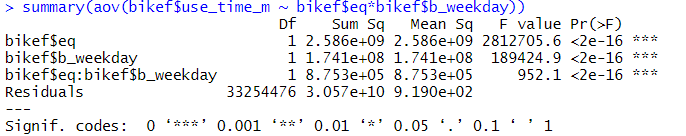 > summary(aov(bikef$use_time_m ~ bikef$eq*bikef$b_weekday))
Df Sum Sq Mean Sq F value Pr(>F)
bikef$eq 1 2.586e+09 2.586e+09 2812705.6 <2e-16 ***
bikef$b_weekday 1 1.741e+08 1.741e+08 189424.9 <2e-16 ***
bikef$eq:bikef$b_weekday 1 8.753e+05 8.753e+05 952.1 <2e-16 ***
Residuals 33254476 3.057e+10 9.190e+02
---
Signif. codes: 0 ‘***’ 0.001 ‘**’ 0.01 ‘*’ 0.05 ‘.’ 0.1 ‘ ’ 1